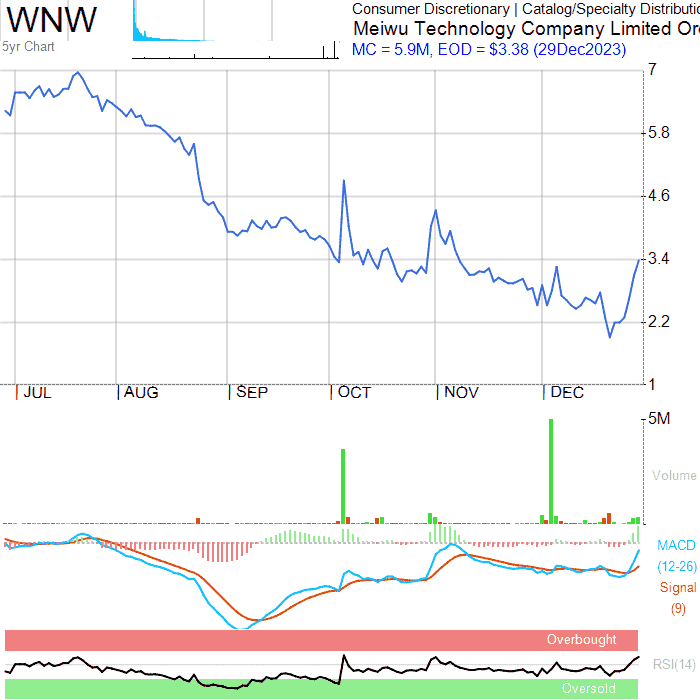 WNW
5yr Chart
Consumer Discretionary | Catalog/Specialty Distributio
Meiwu Technology Company Limited Or
MC = 5.9M, EOD = $3.38 (29Dec2023)
7
5.8
4.6
3.4
2.2
1
JUL AUG SEP OCT NOV DEC
5M
Volume
MACD
(12-26)
Signal
(9)
Overbought
RSI(14)
Oversold